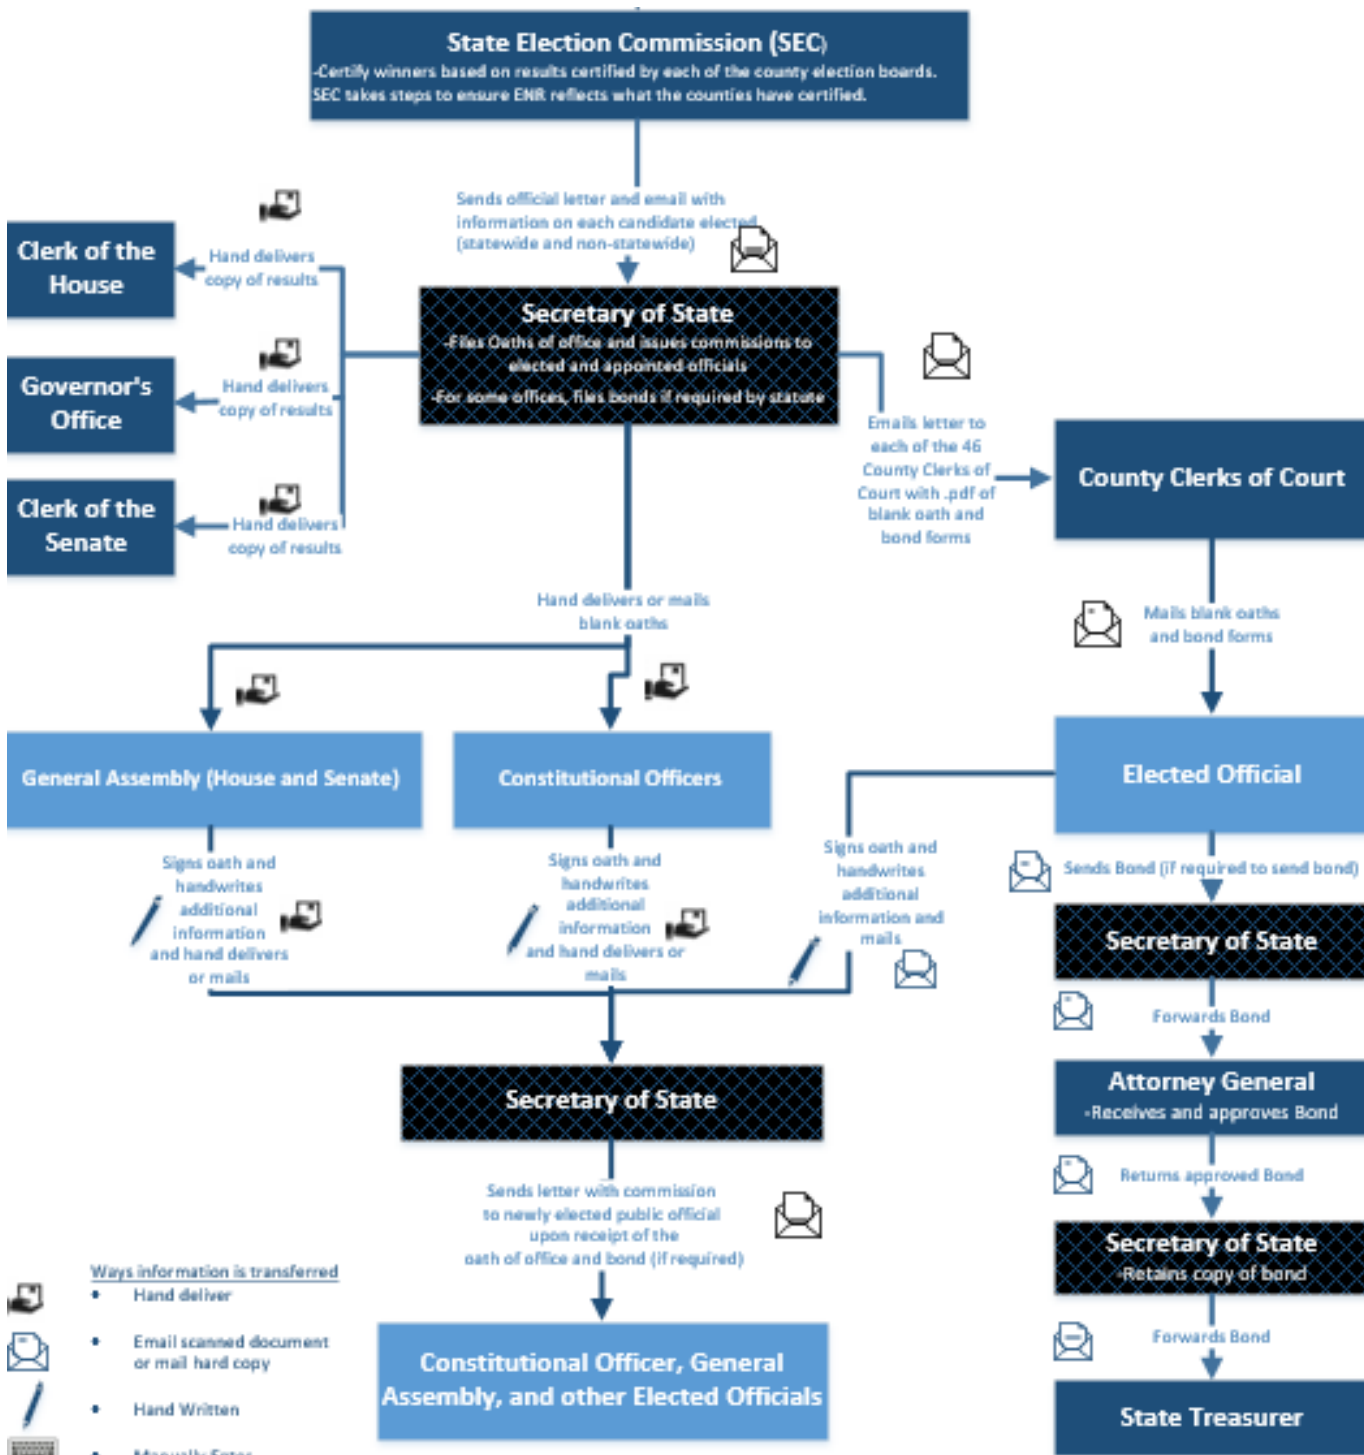 State Election Commission (SEC)
-Certify winners based on results certified by each of the county election boards.
SEC takes steps to ensure ENR reflects what the counties have certified.
Sends official letter and email with
information on each candidate elected
(statewide and non-statewide)
Clerk of the
House
Hand delivers
copy of results
Governor's
Office
Hand delivers
copy of results
Clerk of the
Senate
Hand delivers
copy of results
Secretary of State
-Files Oaths of office and issues commissions to
elected and appointed officials
-For some offices, files bonds if required by statute
Emails letter to
each of the 46
County Clerks of
Court with .pdf of
blank oath and
bond forms
County Clerks of Court
Mails blank oaths
and bond forms
Hand delivers or mails
blank oaths
General Assembly (House and Senate)
Constitutional Officers
Elected Official
Signs oath and
handwrites
additional
information
and hand delivers
or mails
Signs oath and
handwrites
additional
information
and hand delivers or
mails
Signs oath and
handwrites
additional
information and
mails
Sends Bond (if required to send bond)
Secretary of State
Forwards Bond
Attorney General
-Receives and approves Bond
Returns approved Bond
Secretary of State
-Retains copy of bond
Forwards Bond
State Treasurer
Secretary of State
Sends letter with commission
to newly elected public official
upon receipt of the
oath of office and bond (if required)
Constitutional Officer, General
Assembly, and other Elected Officials
Ways information is transferred
• Hand deliver
• Email scanned document
or mail hard copy
• Hand Written
• Manually Enter